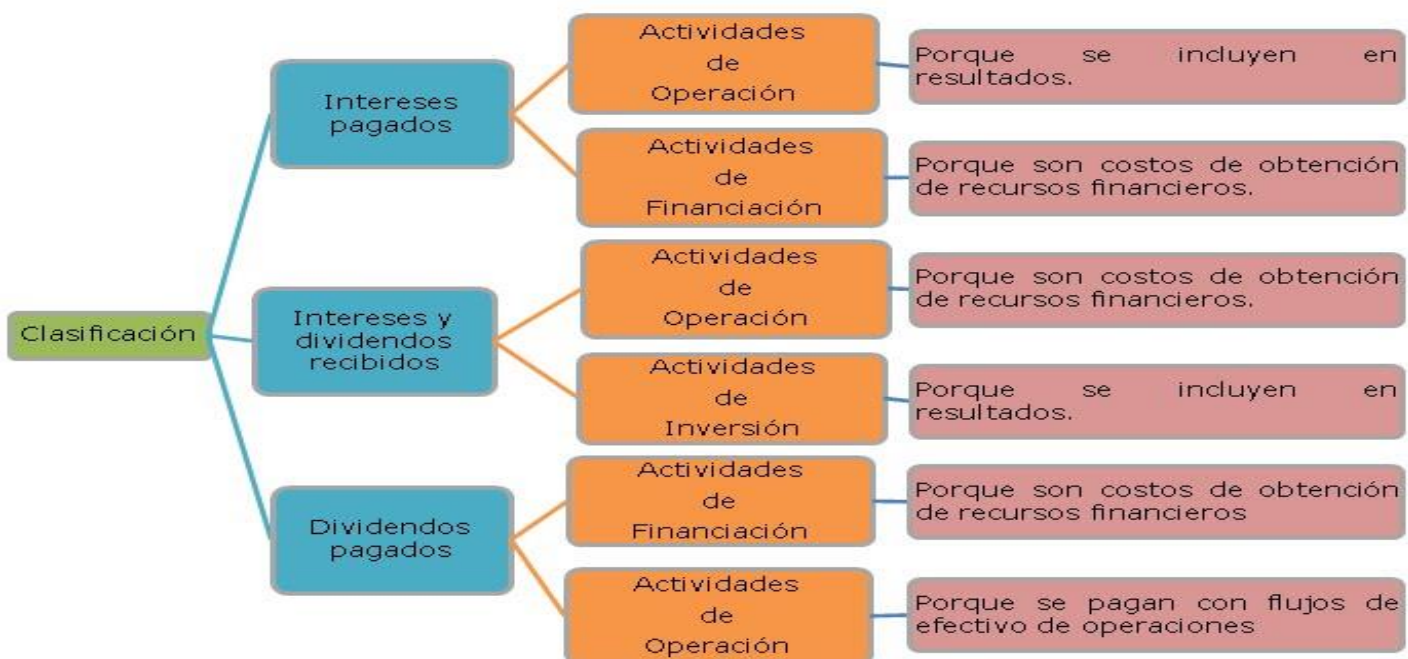 Clasificación
Intereses
pagados
Actividades
de
Operación
Porque se incluyen en
resultados.
Actividades
de
Financiación
Porque son costos de obtención
de recursos financieros.
Intereses y
dividendos
recibidos
Actividades
de
Operación
Porque son costos de obtención
de recursos financieros.
Actividades
de
Inversión
Porque se incluyen en
resultados.
Dividendos
pagados
Actividades
de
Financiación
Porque son costos de obtención
de recursos financieros
Actividades
de
Operación
Porque se pagan con flujos de
efectivo de operaciones